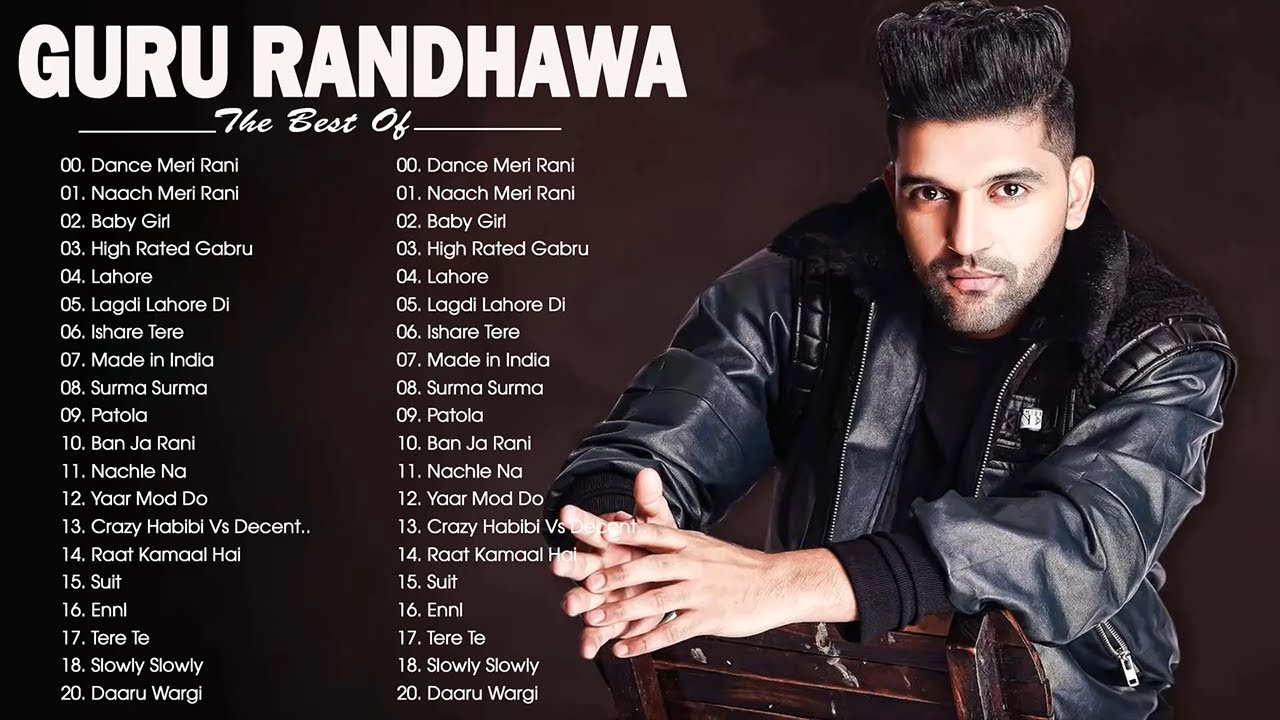 GURU RANDHAWA
The Best Of
00. Dance Meri Rani
01. Naach Meri Rani
02. Baby Girl
03. High Rated Gabru
04. Lahore
05. Lagdi Lahore Di
06. Ishare Tere
07. Made in India
08. Surma Surma
09. Patola
10. Ban Ja Rani
11. Nachle Na
12. Yaar Mod Do
13. Crazy Habibi Vs Decent..
14. Raat Kamaal Hai
15. Suit
16. Ennl
17. Tere Te
18. Slowly Slowly
20. Daaru Wargi
00. Dance Meri Rani
01. Naach Meri Rani
02. Baby Girl
03. High Rated Gabru
04. Lahore
05. Lagdi Lahore Di
06. Ishare Tere
07. Made in India
08. Surma Surma
09. Patola
10. Ban Ja Rani
11. Nachle Na
12. Yaar Mod Do
13. Crazy Habibi Vs Decent..
14. Raat Kamaal Hai
15. Suit
16. Ennl
17. Tere Te
18. Slowly Slowly
20. Daaru Wargi